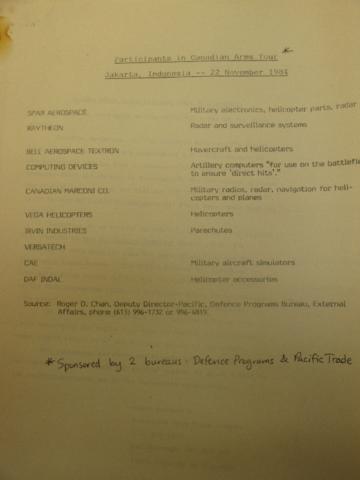 Participants in Canadian Arms Tour *
Jakarta, Indonesia -- 22 November 1984
SPAR AEROSPACE Military electronics, helicopter parts, radar
RAYTHEON Radar and surveillance systems
BELL AEROSPACE TEXTRON Hovercraft and helicopters
COMPUTING DEVICES Artillery computers "for use on the battlefie
to ensure 'direct hits'."
CANADIAN MARCONI CO. Military radios, radar, navigation for heli-
copters and planes
VEGA HELICOPTERS Helicopters
IRVIN INDUSTRIES Parachutes
VERSATECH
CAE Military aircraft simulators
DAF INDAL Helicopter accessories
Source: Roger D. Chan, Deputy Director-Pacific, Defence Programs Bureau, External
Affairs, phone (613) 996-1732 or 996-4819.
* Sponsored by 2 bureaus - Defence Programs & Pacific Trade